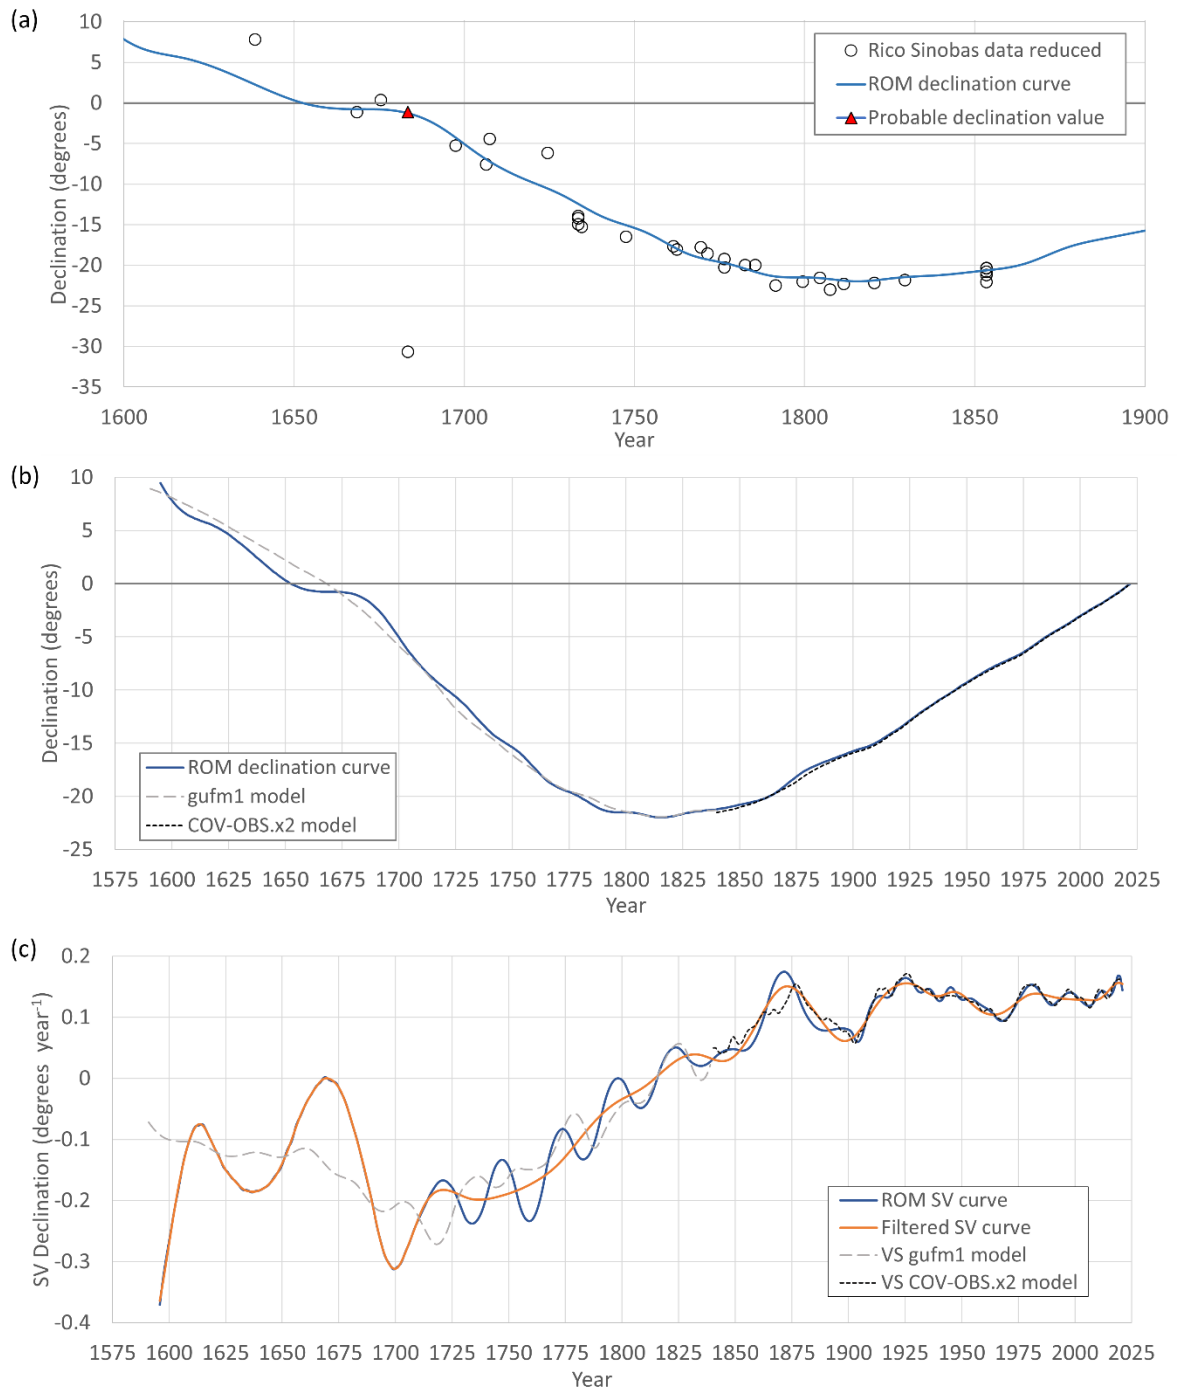 (a)
10
5
0
-5
-10
-15
-20
-25
-30
-35
Declination (degrees)
Rico Sinobas data reduced
ROM declination curve
Probable declination value
1600 1650 1700 1750 1800 1850 1900
Year
(b)
10
5
0
-5
-10
-15
-20
-25
Declination (degrees)
ROM declination curve
gufm1 model
COV-OBS.x2 model
1575 1600 1625 1650 1675 1700 1725 1750 1775 1800 1825 1850 1875 1900 1925 1950 1975 2000 2025
Year
(c)
0.2
0.1
0
-0.1
-0.2
-0.3
-0.4
SV Declination (degrees year⁻¹)
ROM SV curve
Filtered SV curve
VS gufm1 model
VS COV-OBS.x2 model
1575 1600 1625 1650 1675 1700 1725 1750 1775 1800 1825 1850 1875 1900 1925 1950 1975 2000 2025
Year